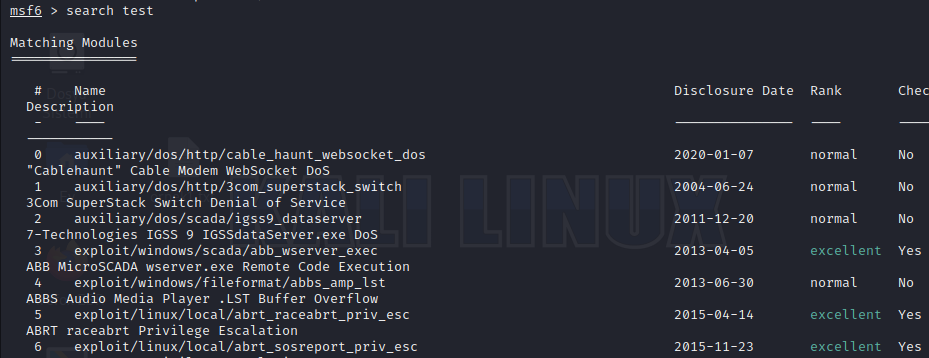 msf6 > search test
Matching Modules
================
# Name Disclosure Date Rank Chec
Description
- ---- --------------- ---- ----
-----------
0 auxiliary/dos/http/cable_haunt_websocket_dos 2020-01-07 normal No
"Cablehaunt" Cable Modem WebSocket DoS
1 auxiliary/dos/http/3com_superstack_switch 2004-06-24 normal No
3Com SuperStack Switch Denial of Service
2 auxiliary/dos/scada/igss9_dataserver 2011-12-20 normal No
7-Technologies IGSS 9 IGSSdataServer.exe DoS
3 exploit/windows/scada/abb_wserver_exec 2013-04-05 excellent Yes
ABB MicroSCADA wserver.exe Remote Code Execution
4 exploit/windows/fileformat/abbs_amp_lst 2013-06-30 normal No
ABBS Audio Media Player .LST Buffer Overflow
5 exploit/linux/local/abrt_raceabrt_priv_esc 2015-04-14 excellent Yes
ABRT raceabrt Privilege Escalation
6 exploit/linux/local/abrt_sosreport_priv_esc 2015-11-23 excellent Yes
KALI LINUX